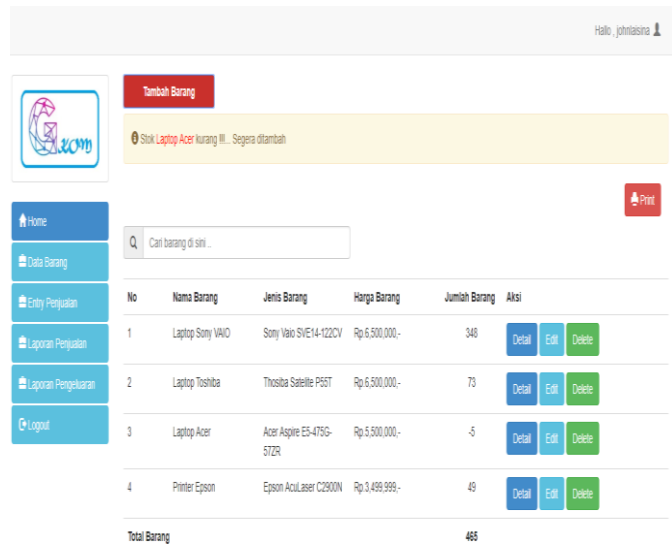 Hallo , johnlaisina
Gxom
Tambah Barang
Stok Laptop Acer kurang !!!... Segera ditambah
Print
Home
Data Barang
Entry Penjualan
Laporan Penjualan
Laporan Pengeluaran
Logout
Cari barang di sini ..
No Nama Barang Jenis Barang Harga Barang Jumlah Barang Aksi
1 Laptop Sony VAIO Sony Vaio SVE14-122CV Rp.6,500,000,- 348 Detail Edit Delete
2 Laptop Toshiba Thosiba Satelite P55T Rp.6,500,000,- 73 Detail Edit Delete
3 Laptop Acer Acer Aspire E5-475G- Rp.5,500,000,- -5 Detail Edit Delete
57ZR
4 Printer Epson Epson AcuLaser C2900N Rp.3,499,999,- 49 Detail Edit Delete
Total Barang 465